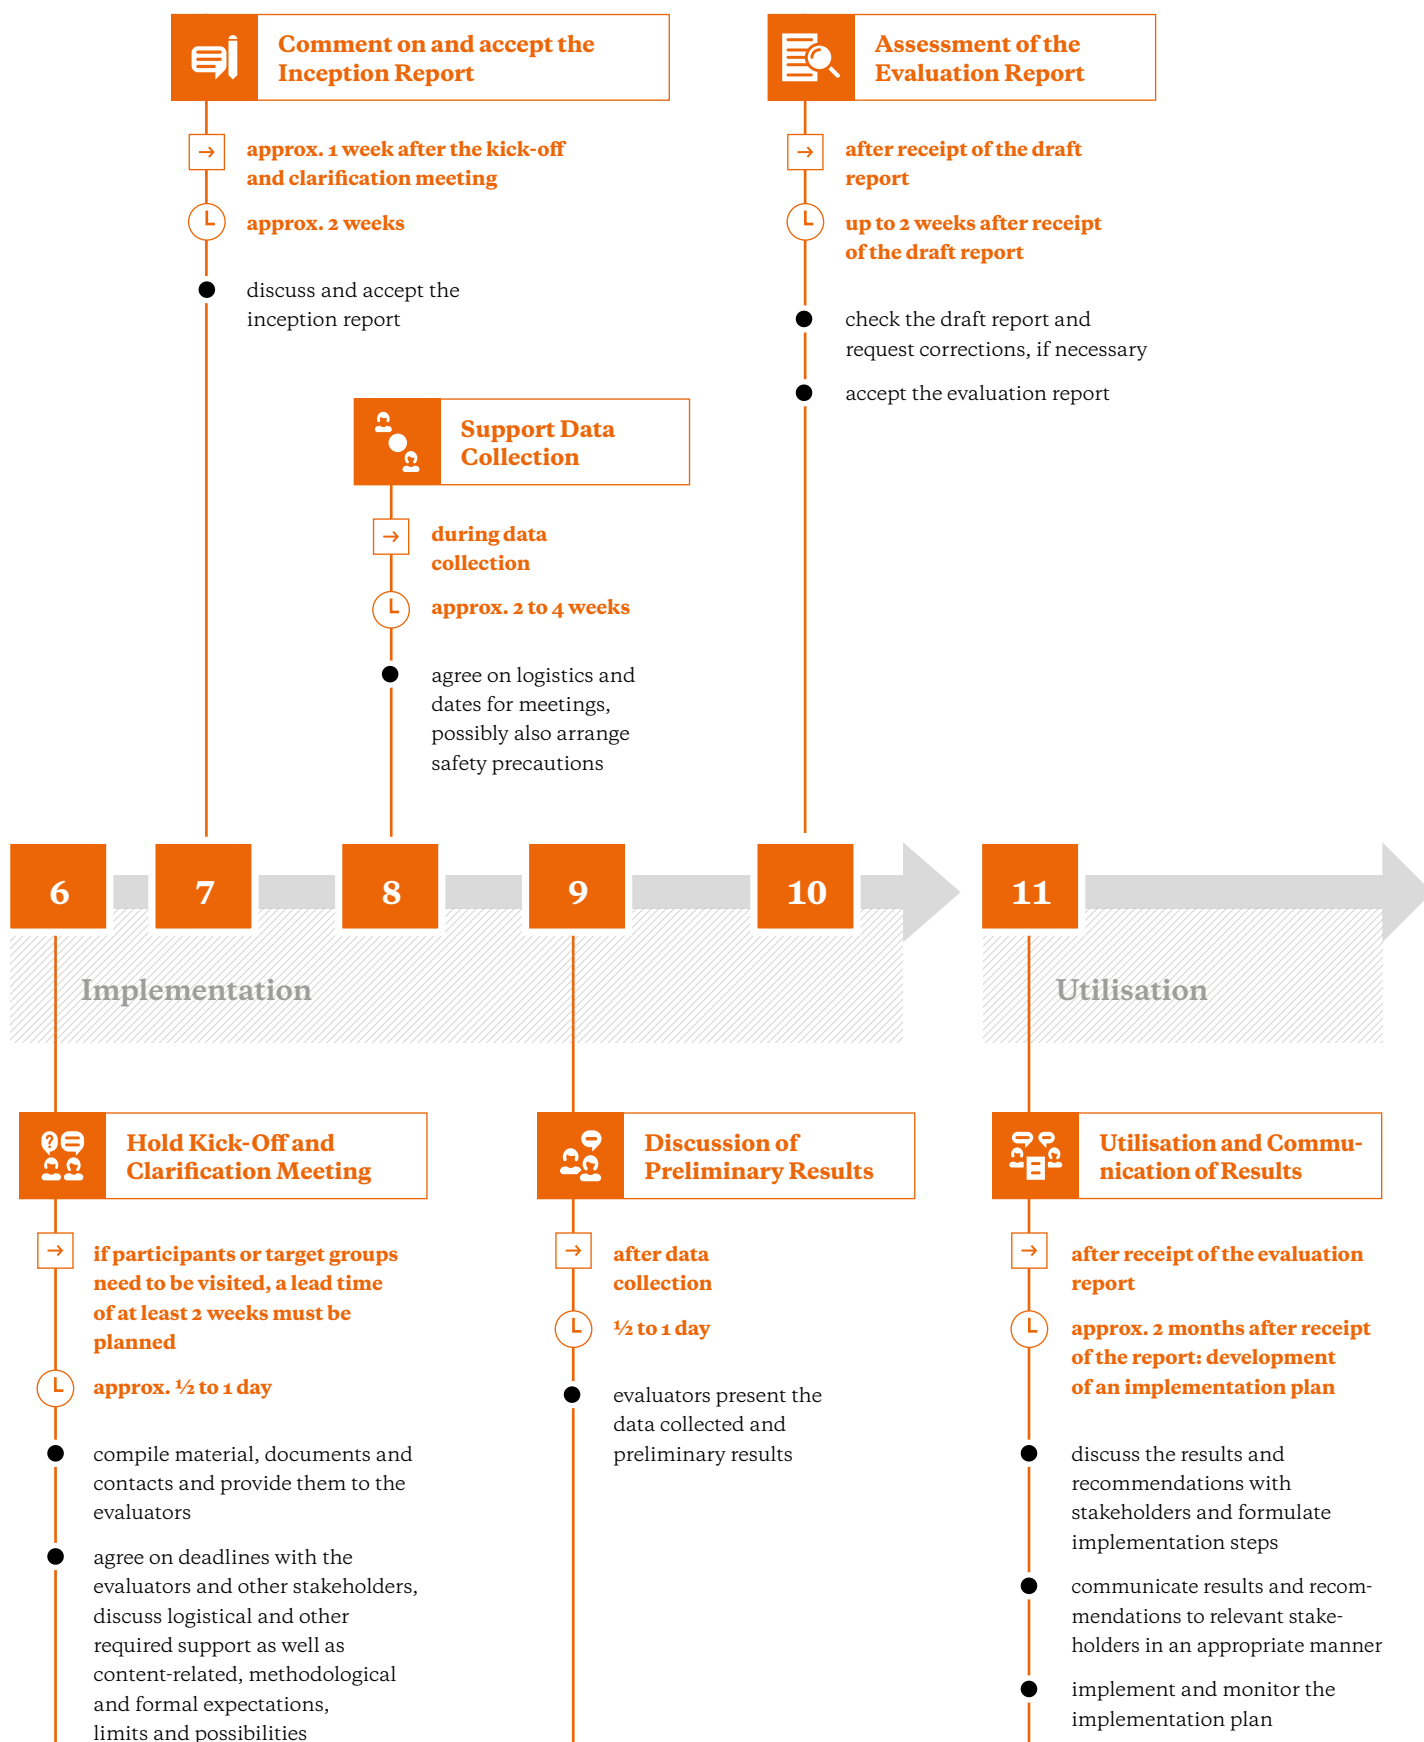 Comment on and accept the
Inception Report
approx. 1 week after the kick-off
and clarification meeting
approx. 2 weeks
discuss and accept the
inception report
Assessment of the
Evaluation Report
after receipt of the draft
report
up to 2 weeks after receipt
of the draft report
check the draft report and
request corrections, if necessary
accept the evaluation report
Support Data
Collection
during data
collection
approx. 2 to 4 weeks
agree on logistics and
dates for meetings,
possibly also arrange
safety precautions
6
7
8
9
10
11
Implementation
Utilisation
Hold Kick-Off and
Clarification Meeting
if participants or target groups
need to be visited, a lead time
of at least 2 weeks must be
planned
approx. ½ to 1 day
compile material, documents and
contacts and provide them to the
evaluators
agree on deadlines with the
evaluators and other stakeholders,
discuss logistical and other
required support as well as
content-related, methodological
and formal expectations,
limits and possibilities
Discussion of
Preliminary Results
after data
collection
½ to 1 day
evaluators present the
data collected and
preliminary results
Utilisation and Commu-
nication of Results
after receipt of the evaluation
report
approx. 2 months after receipt
of the report: development
of an implementation plan
discuss the results and
recommendations with
stakeholders and formulate
implementation steps
communicate results and recom-
mendations to relevant stake-
holders in an appropriate manner
implement and monitor the
implementation plan